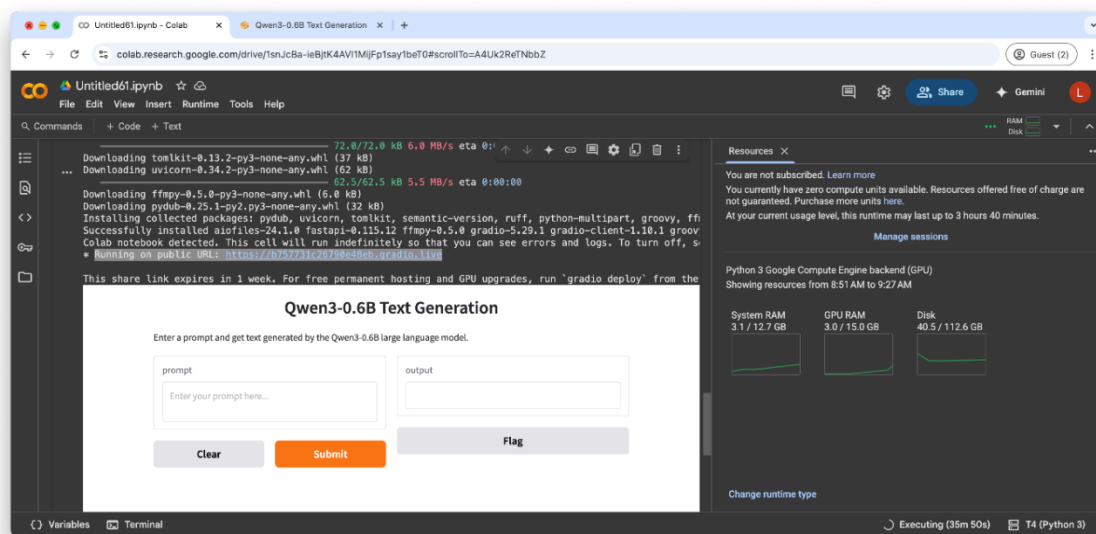 Untitled61.ipynb - Colab
Qwen3-0.6B Text Generation
colab.research.google.com/drive/1snJcBa-ieBjtK4AVl1MijFp1say1beT0#scrollTo=A4Uk2ReTNbbZ
Guest (2)
Untitled61.ipynb
File Edit View Insert Runtime Tools Help
Share
Gemini
L
Commands + Code + Text
RAM
Disk
72.0/72.0 kB 6.0 MB/s eta 0:
Downloading tomlkit-0.13.2-py3-none-any.whl (37 kB)
Downloading uvicorn-0.34.2-py3-none-any.whl (62 kB)
62.5/62.5 kB 5.5 MB/s eta 0:00:00
Downloading ffmpy-0.5.0-py3-none-any.whl (6.0 kB)
Downloading pydub-0.25.1-py2.py3-none-any.whl (32 kB)
Installing collected packages: pydub, uvicorn, tomlkit, semantic-version, ruff, python-multipart, groovy, ff
Successfully installed aiofiles-24.1.0 fastapi-0.115.12 ffmpy-0.5.0 gradio-5.29.1 gradio-client-1.10.1 groov
Colab notebook detected. This cell will run indefinitely so that you can see errors and logs. To turn off, s
* Running on public URL: https://b757731c26790e48eb.gradio.live
This share link expires in 1 week. For free permanent hosting and GPU upgrades, run `gradio deploy` from the
Qwen3-0.6B Text Generation
Enter a prompt and get text generated by the Qwen3-0.6B large language model.
prompt
Enter your prompt here...
output
Clear
Submit
Flag
Resources
You are not subscribed. Learn more
You currently have zero compute units available. Resources offered free of charge are
not guaranteed. Purchase more units here.
At your current usage level, this runtime may last up to 3 hours 40 minutes.
Manage sessions
Python 3 Google Compute Engine backend (GPU)
Showing resources from 8:51 AM to 9:27 AM
System RAM
3.1 / 12.7 GB
GPU RAM
3.0 / 15.0 GB
Disk
40.5 / 112.6 GB
Change runtime type
Variables
Terminal
Executing (35m 50s)
T4 (Python 3)